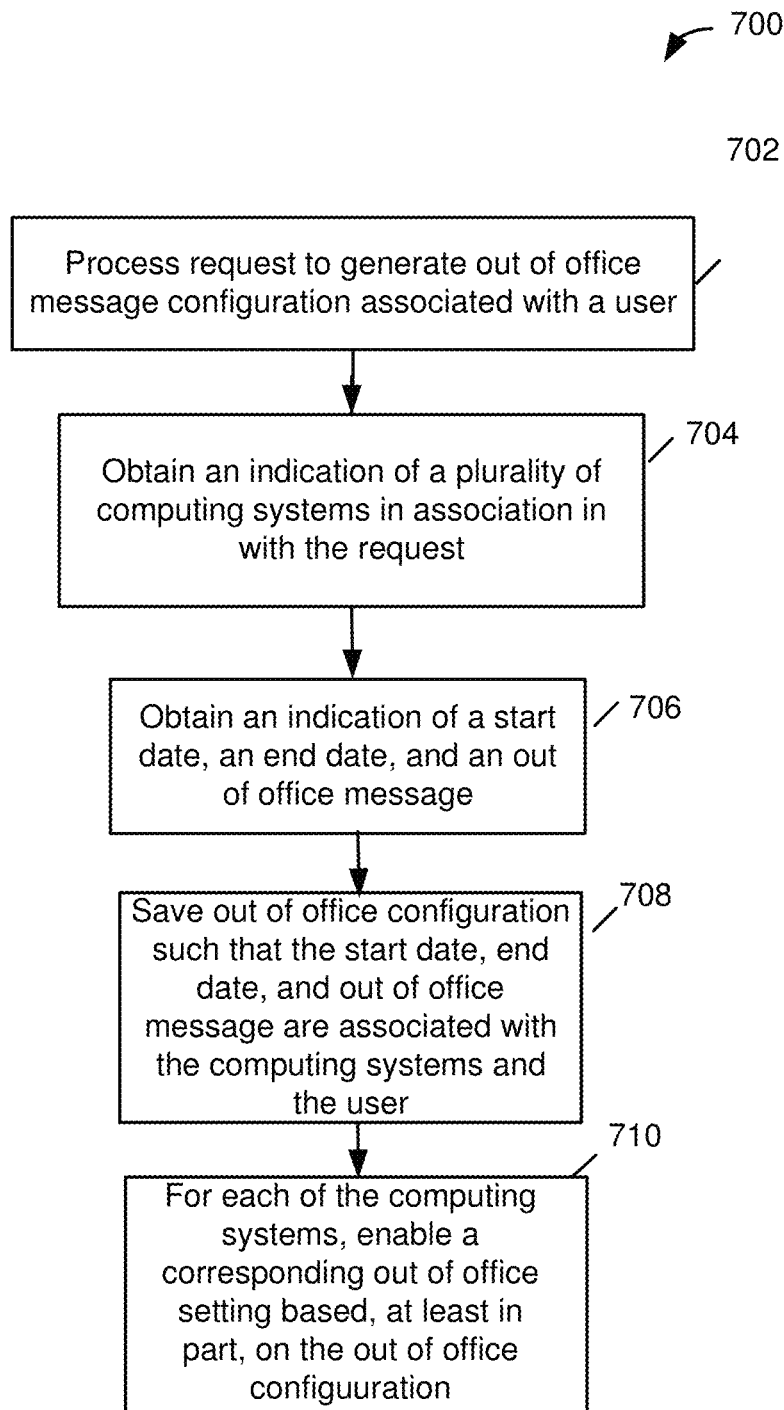 700
702
Process request to generate out of office
message configuration associated with a user
704
Obtain an indication of a plurality of
computing systems in association in
with the request
706
Obtain an indication of a start
date, an end date, and an out
of office message
708
Save out of office configuration
such that the start date, end
date, and out of office
message are associated with
the computing systems and
the user
710
For each of the computing
systems, enable a
corresponding out of office
setting based, at least in
part, on the out of office
configuuration